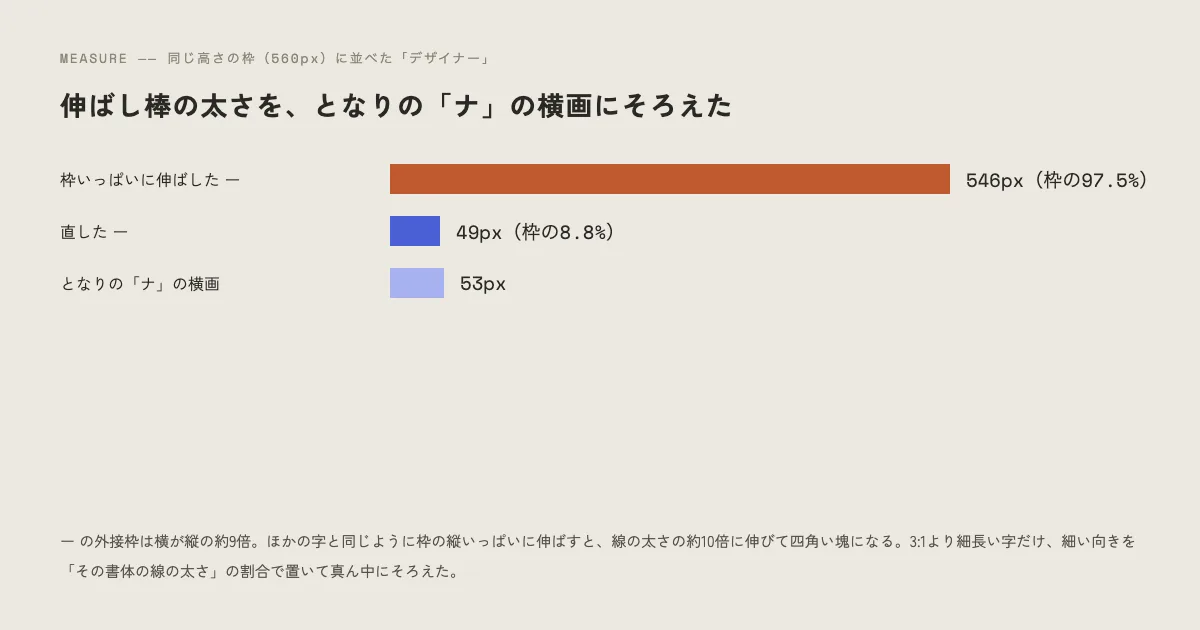 MEASURE —— 同じ高さの枠（560px）に並べた「デザイナー」
伸ばし棒の太さを、となりの「ナ」の横画にそろえた
枠いっぱいに伸ばした ー
546px（枠の97.5%）
直した ー
49px（枠の8.8%）
となりの「ナ」の横画
53px
ー の外接枠は横が縦の約9倍。ほかの字と同じように枠の縦いっぱいに伸ばすと、線の太さの約10倍に伸びて四角い塊になる。3:1より細長い字だけ、細い向きを
「その書体の線の太さ」の割合で置いて真ん中にそろえた。